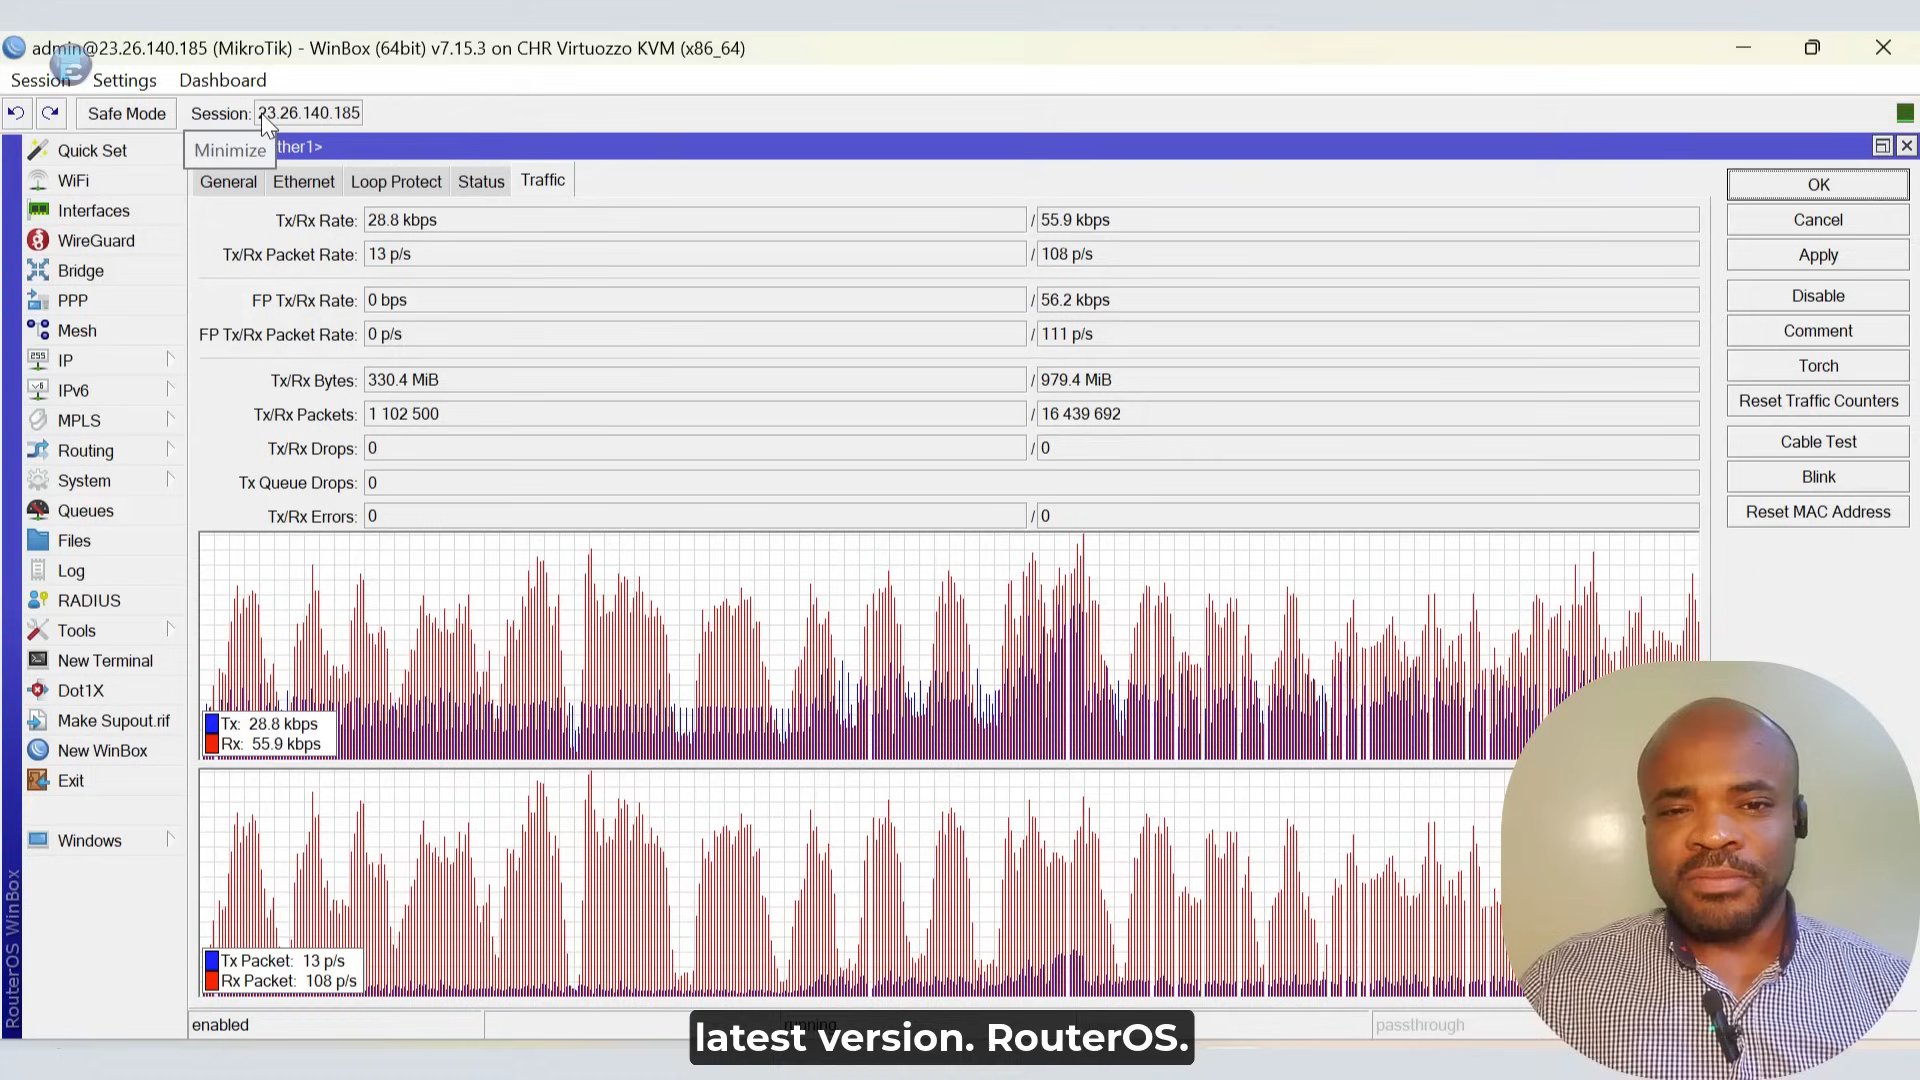 admin@23.26.140.185 (MikroTik) - WinBox (64bit) v7.15.3 on CHR Virtuozzo KVM (x86_64)
Session Settings Dashboard
Safe Mode Session: 23.26.140.185
Minimize
ther1>
Quick Set
WiFi
Interfaces
WireGuard
Bridge
PPP
Mesh
IP
IPv6
MPLS
Routing
System
Queues
Files
Log
RADIUS
Tools
New Terminal
Dot1X
Make Supout.rif
New WinBox
Exit
Windows
RouterOS WinBox
General Ethernet Loop Protect Status Traffic
Tx/Rx Rate: 28.8 kbps / 55.9 kbps
Tx/Rx Packet Rate: 13 p/s / 108 p/s
FP Tx/Rx Rate: 0 bps / 56.2 kbps
FP Tx/Rx Packet Rate: 0 p/s / 111 p/s
Tx/Rx Bytes: 330.4 MiB / 979.4 MiB
Tx/Rx Packets: 1 102 500 / 16 439 692
Tx/Rx Drops: 0 / 0
Tx Queue Drops: 0
Tx/Rx Errors: 0 / 0
Tx: 28.8 kbps
Rx: 55.9 kbps
Tx Packet: 13 p/s
Rx Packet: 108 p/s
OK
Cancel
Apply
Disable
Comment
Torch
Reset Traffic Counters
Cable Test
Blink
Reset MAC Address
enabled running passthrough
latest version. RouterOS.